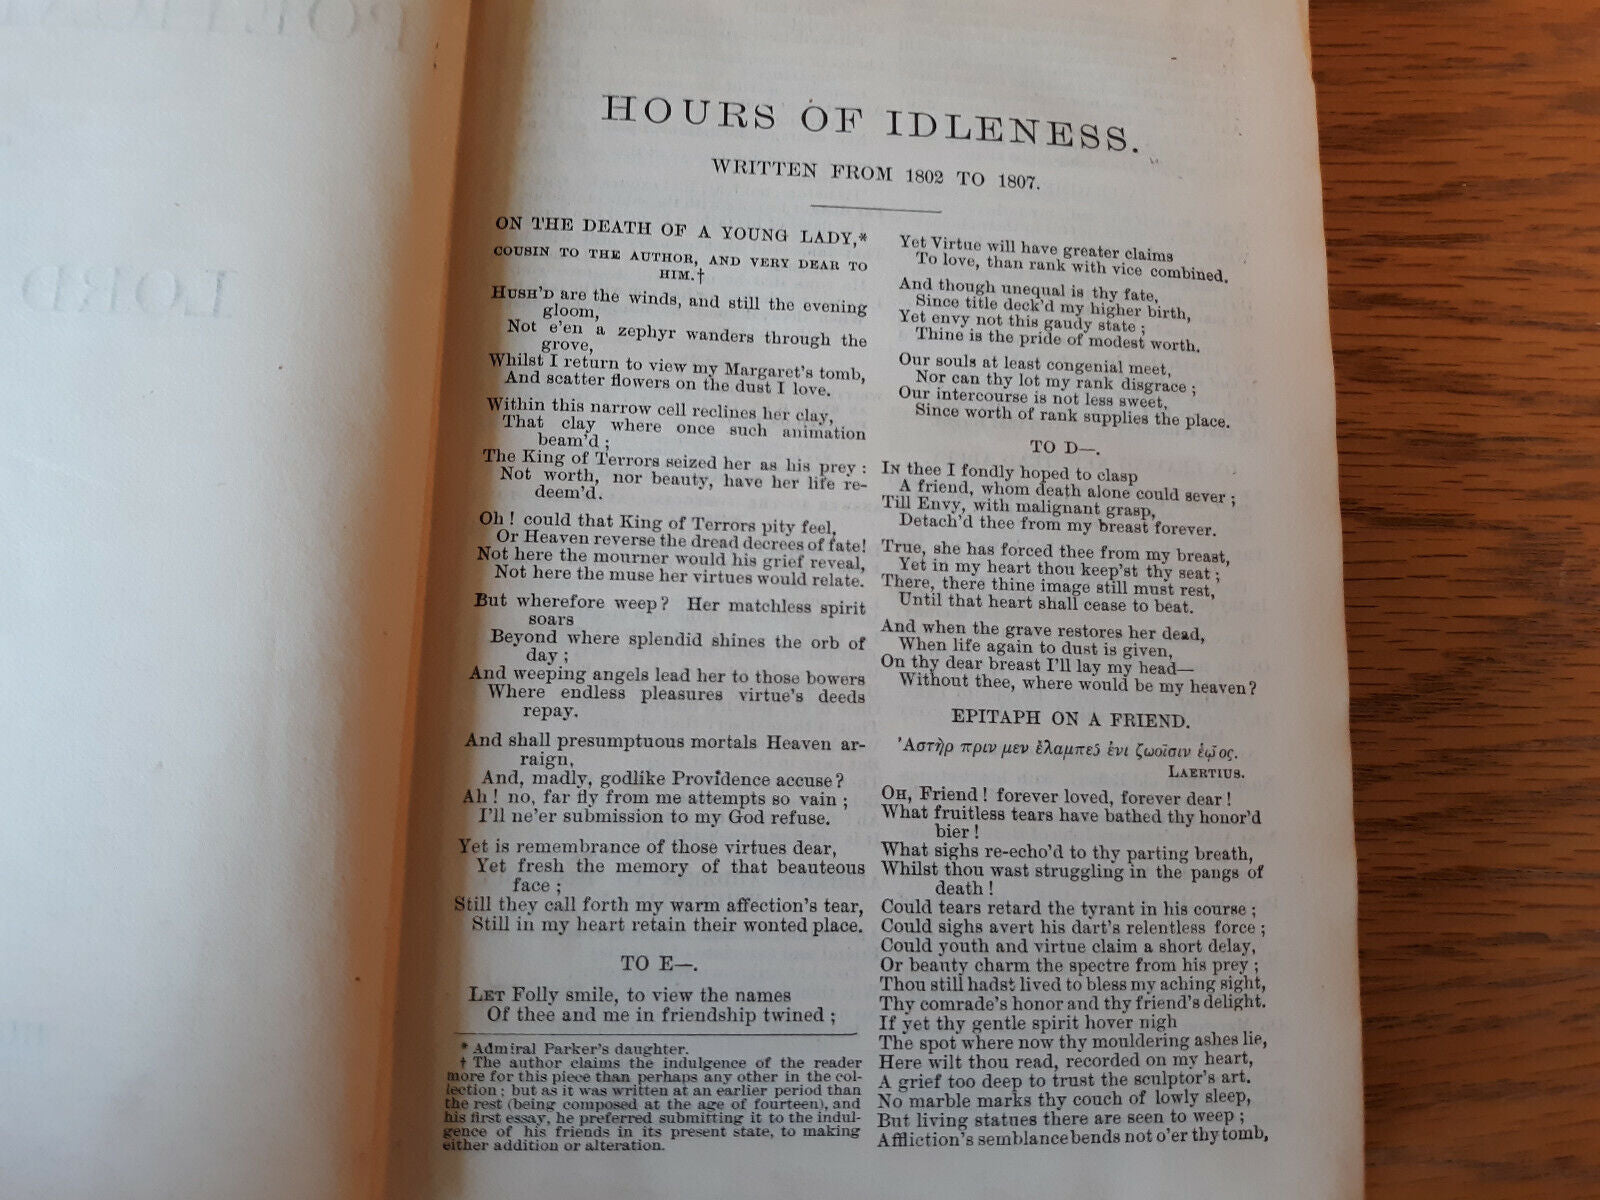 POETICAL
LORD
HOURS OF IDLENESS.
WRITTEN FROM 1802 TO 1807.
ON THE DEATH OF A YOUNG LADY,*
COUSIN TO THE AUTHOR, AND VERY DEAR TO
HIM.†
HUSH'D are the winds, and still the evening
gloom,
Not e'en a zephyr wanders through the
grove,
Whilst I return to view my Margaret's tomb,
And scatter flowers on the dust I love.
Within this narrow cell reclines her clay,
That clay where once such animation
beam'd;
The King of Terrors seized her as his prey:
Not worth, nor beauty, have her life re-
deem'd.
Oh! could that King of Terrors pity feel,
Or Heaven reverse the dread decrees of fate!
Not here the mourner would his grief reveal,
Not here the muse her virtues would relate.
But wherefore weep? Her matchless spirit
soars
Beyond where splendid shines the orb of
day;
And weeping angels lead her to those bowers
Where endless pleasures virtue's deeds
repay.
And shall presumptuous mortals Heaven ar-
raign,
And, madly, godlike Providence accuse?
Ah! no, far fly from me attempts so vain;
I'll ne'er submission to my God refuse.
Yet is remembrance of those virtues dear,
Yet fresh the memory of that beauteous
face;
Still they call forth my warm affection's tear,
Still in my heart retain their wonted place.
TO E—.
LET Folly smile, to view the names
Of thee and me in friendship twined;
* Admiral Parker's daughter.
† The author claims the indulgence of the reader
more for this piece than perhaps any other in the col-
lection; but as it was written at an earlier period than
the rest (being composed at the age of fourteen), and
his first essay, he preferred submitting it to the indul-
gence of his friends in its present state, to making
either addition or alteration.
Yet Virtue will have greater claims
To love, than rank with vice combined.
And though unequal is thy fate,
Since title deck'd my higher birth,
Yet envy not this gaudy state;
Thine is the pride of modest worth.
Our souls at least congenial meet,
Nor can thy lot my rank disgrace;
Our intercourse is not less sweet,
Since worth of rank supplies the place.
TO D—.
IN thee I fondly hoped to clasp
A friend, whom death alone could sever;
Till Envy, with malignant grasp,
Detach'd thee from my breast forever.
True, she has forced thee from my breast,
Yet in my heart thou keep'st thy seat;
There, there thine image still must rest,
Until that heart shall cease to beat.
And when the grave restores her dead,
When life again to dust is given,
On thy dear breast I'll lay my head—
Without thee, where would be my heaven?
EPITAPH ON A FRIEND.
Ἀστὴρ πριν μεν ἐλαμπες ἐνι ζωοῖσιν ἑῷος.
LAERTIUS.
OH, Friend! forever loved, forever dear!
What fruitless tears have bathed thy honor'd
bier!
What sighs re-echo'd to thy parting breath,
Whilst thou wast struggling in the pangs of
death!
Could tears retard the tyrant in his course;
Could sighs avert his dart's relentless force;
Could youth and virtue claim a short delay,
Or beauty charm the spectre from his prey;
Thou still hadst lived to bless my aching sight,
Thy comrade's honor and thy friend's delight.
If yet thy gentle spirit hover nigh
The spot where now thy mouldering ashes lie,
Here wilt thou read, recorded on my heart,
A grief too deep to trust the sculptor's art.
No marble marks thy couch of lowly sleep,
But living statues there are seen to weep;
Affliction's semblance bends not o'er thy tomb,